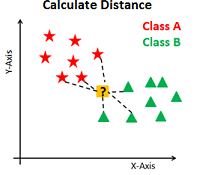 Calculate Distance
Class A
Class B
Y-Axis
?
X-Axis